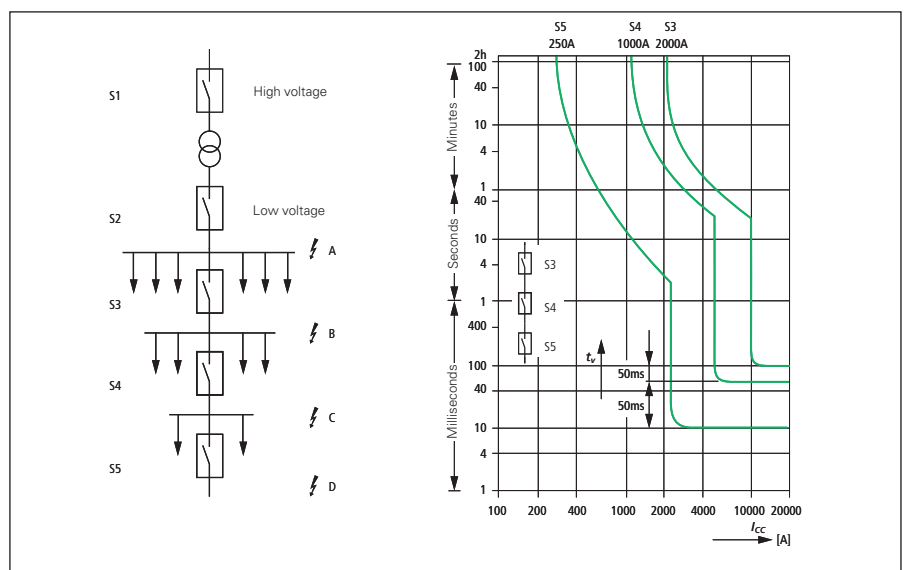 S1
High voltage
S2
Low voltage
A
S3
B
S4
C
S5
D
S5 S4 S3
250A 1000A 2000A
2h
100
40
10
4
1
40
10
4
1
400
100
40
10
4
1
Minutes
Seconds
Milliseconds
S3
S4
S5
tv
50ms
50ms
100 200 400 1000 2000 4000 10000 20000
ICC
[A]